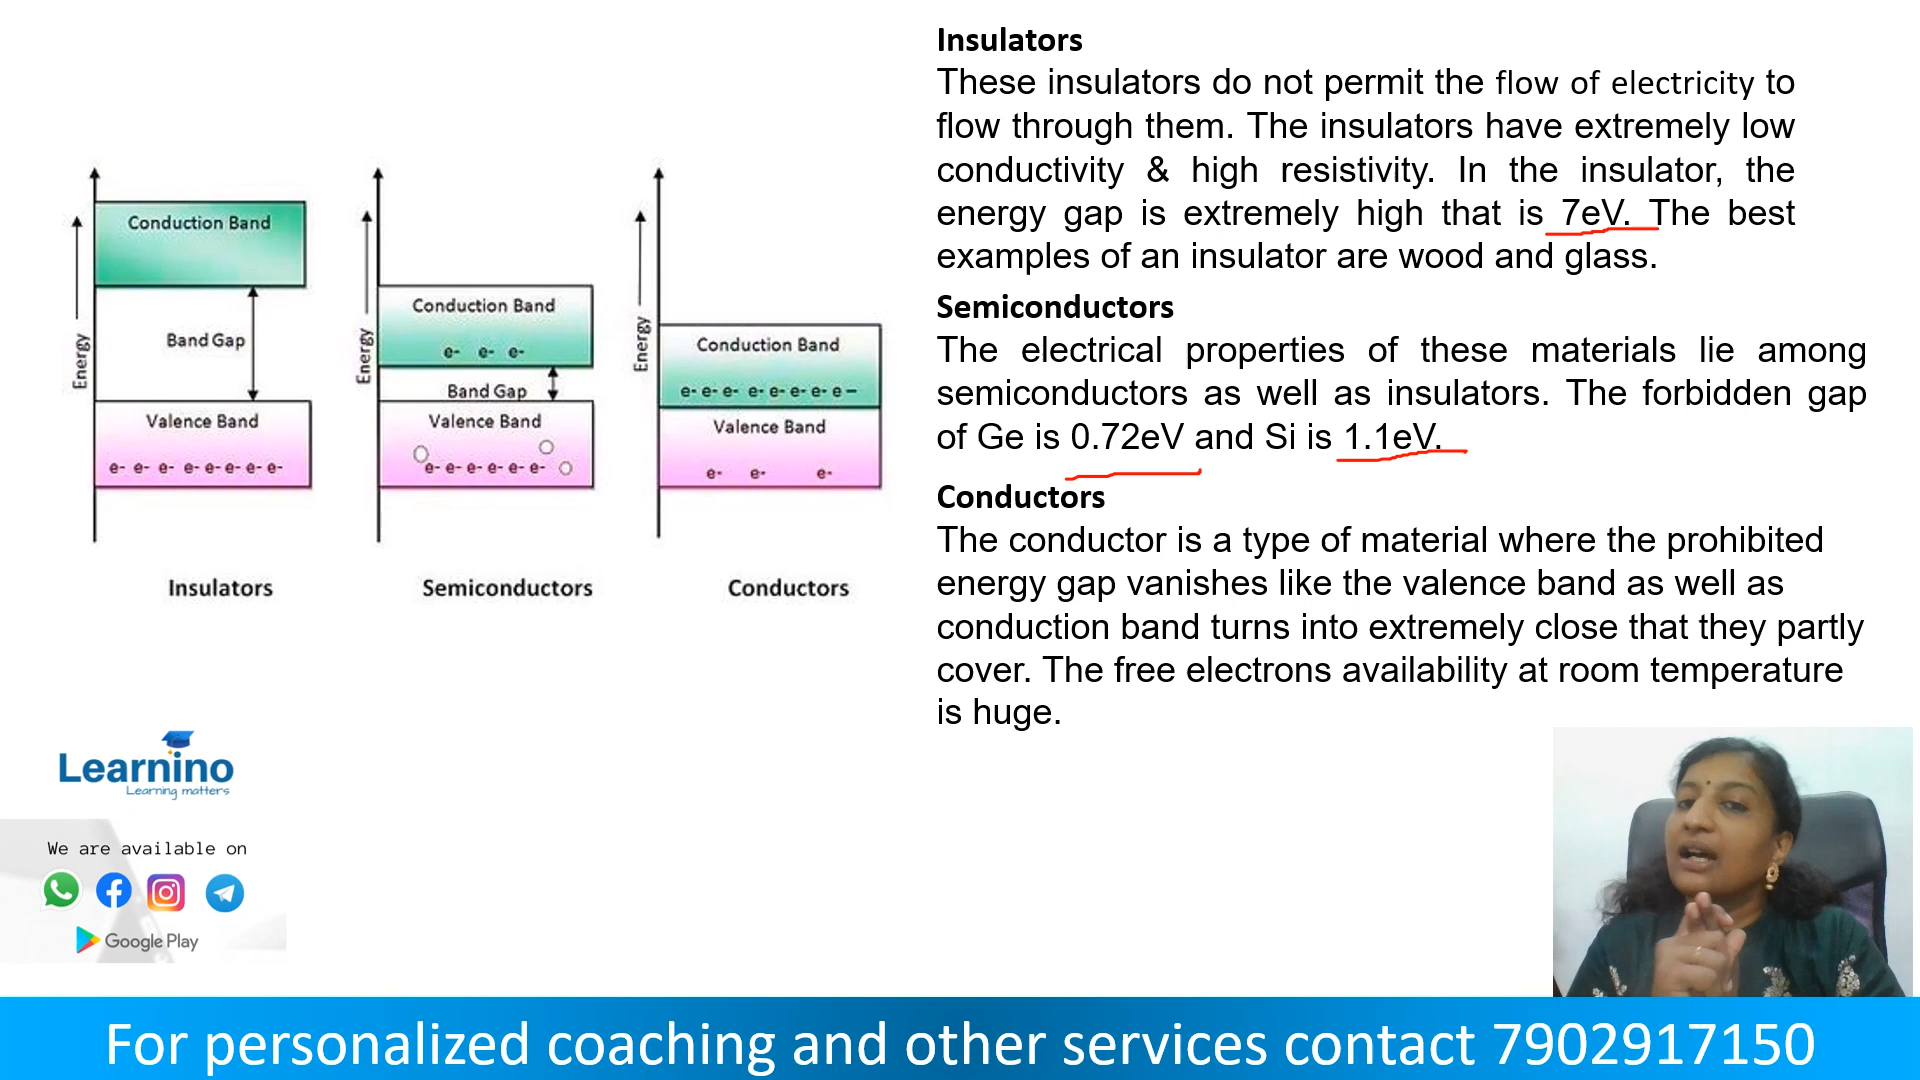 Insulators
These insulators do not permit the flow of electricity to
flow through them. The insulators have extremely low
conductivity & high resistivity. In the insulator, the
energy gap is extremely high that is 7eV. The best
examples of an insulator are wood and glass.
Semiconductors
The electrical properties of these materials lie among
semiconductors as well as insulators. The forbidden gap
of Ge is 0.72eV and Si is 1.1eV.
Conductors
The conductor is a type of material where the prohibited
energy gap vanishes like the valence band as well as
conduction band turns into extremely close that they partly
cover. The free electrons availability at room temperature
is huge.
Energy
Conduction Band
Band Gap
Valence Band
e- e- e- e- e- e- e- e-
Insulators
Energy
Conduction Band
e- e- e-
Band Gap
Valence Band
e- e- e- e- e- e-
Semiconductors
Energy
Conduction Band
e- e- e- e- e- e- e- e –
Valence Band
e- e- e-
Conductors
Learnino
Learning matters
We are available on
Google Play
For personalized coaching and other services contact 7902917150